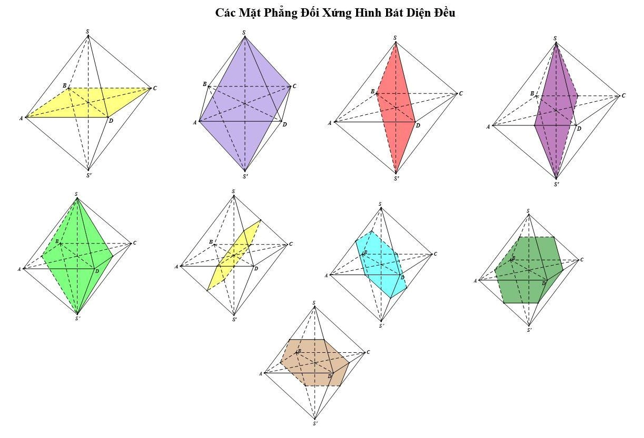 Các Mặt Phẳng Đối Xứng Hình Bát Diện Đều
S S S S
B C B C B C B C
A D A D A D A D
S' S' S' S'
S S S S
B C B C C C
A D A D A D A D
S' S' S' S'
S
B C
A D
S'